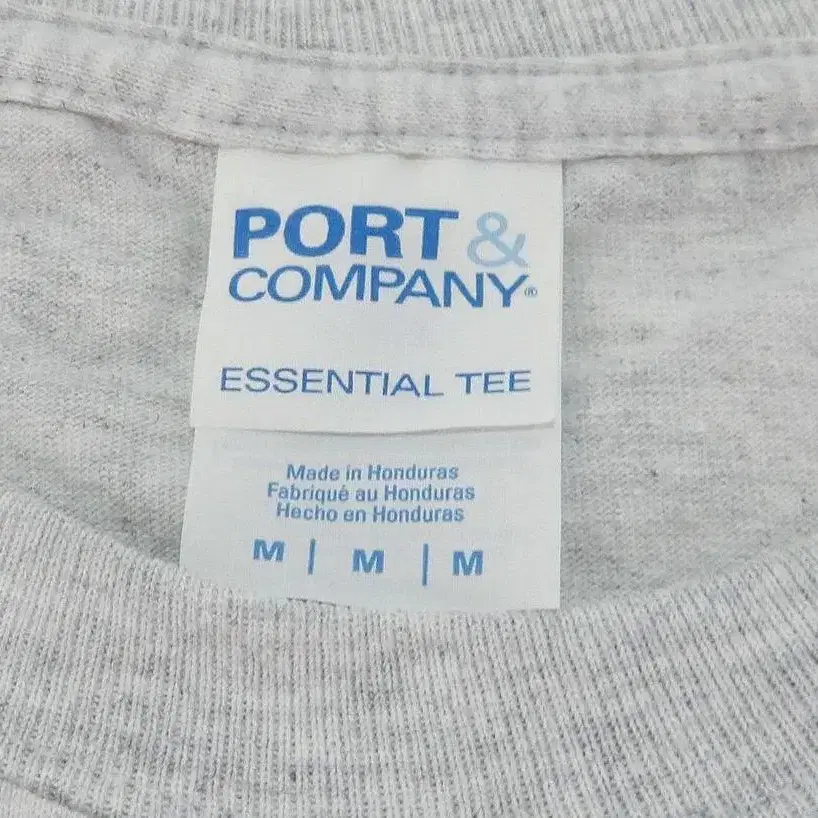 PORT &
COMPANY®
ESSENTIAL TEE
Made in Honduras
Fabriqué au Honduras
Hecho en Honduras
M | M | M